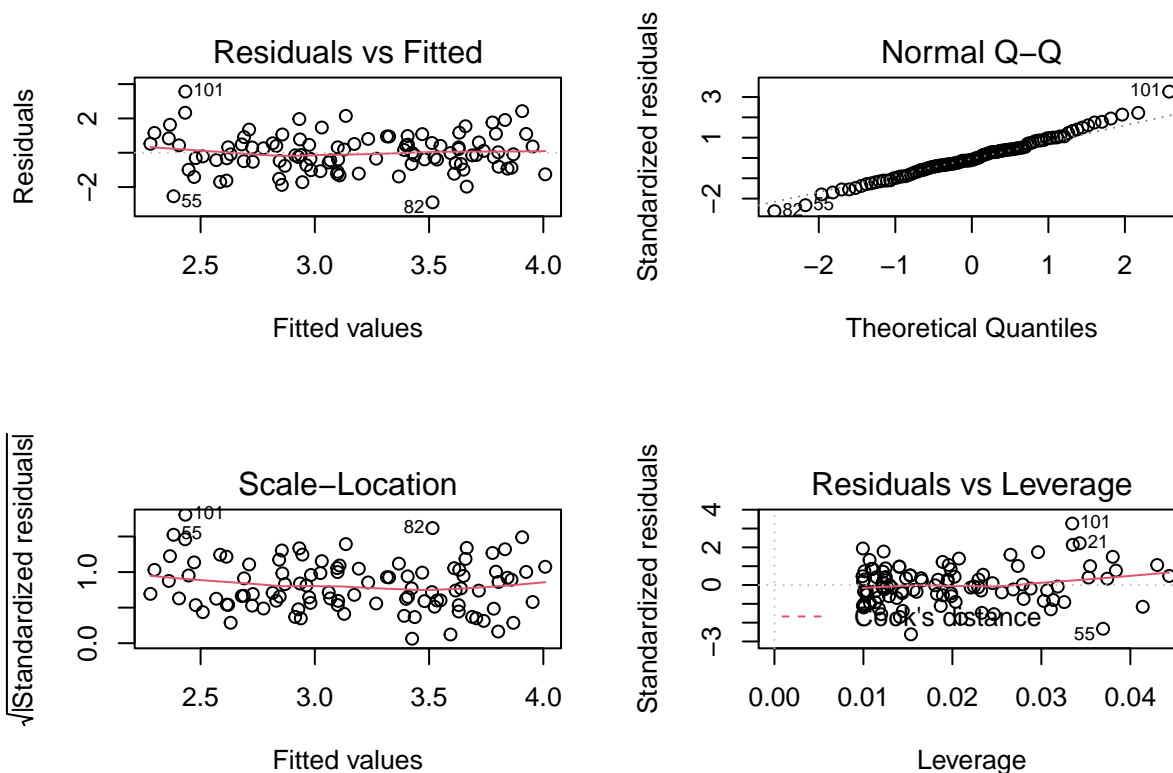 Residuals vs Fitted
Residuals
2
−2
101
55
82
2.5 3.0 3.5 4.0
Fitted values
Normal Q−Q
Standardized residuals
3
1
−2
101
82
55
−2 −1 0 1 2
Theoretical Quantiles
Scale−Location
√|Standardized residuals|
1.0
0.0
101
55
82
2.5 3.0 3.5 4.0
Fitted values
Residuals vs Leverage
Standardized residuals
4
2
0
−3
101
21
Cook's distance
55
0.00 0.01 0.02 0.03 0.04
Leverage